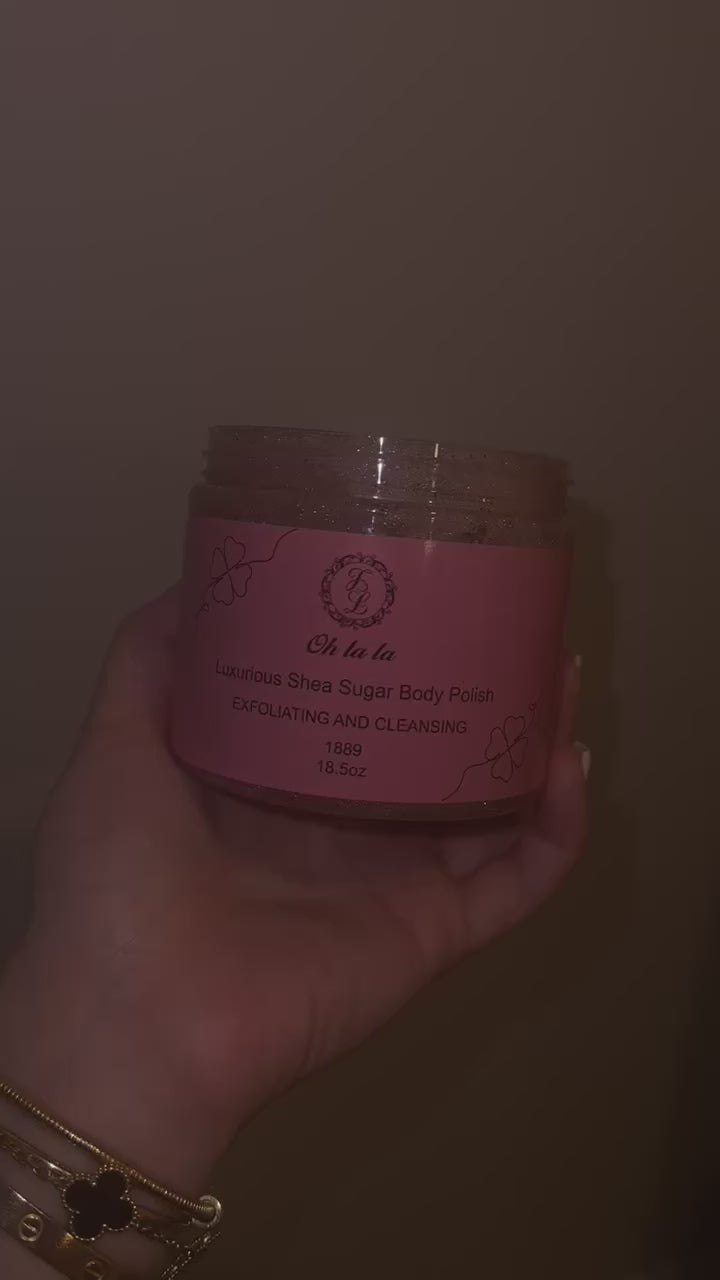 Oh la la
Luxurious Shea Sugar Body Polish
EXFOLIATING AND CLEANSING
1889
18.5oz